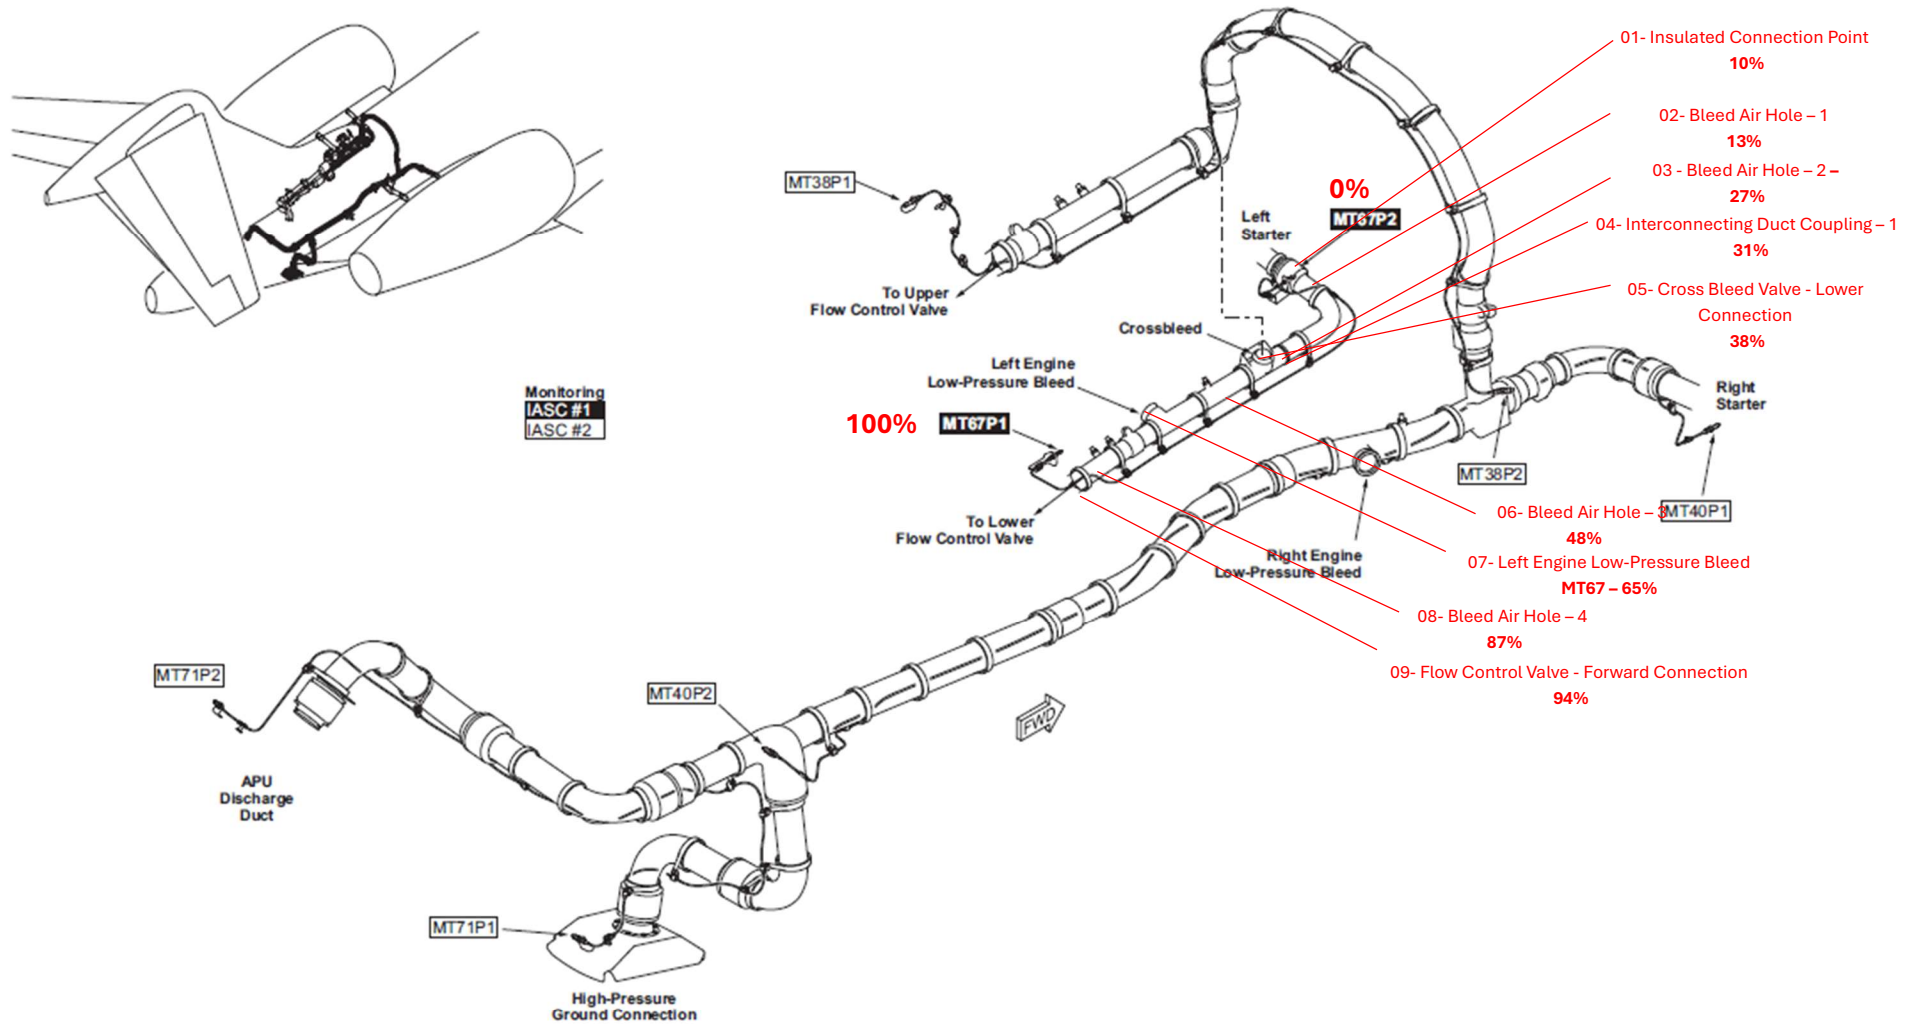 01- Insulated Connection Point
10%
02- Bleed Air Hole – 1
13%
03 - Bleed Air Hole – 2 –
27%
04- Interconnecting Duct Coupling – 1
31%
05- Cross Bleed Valve - Lower
Connection
38%
MT38P1
0%
MT67P2
Left
Starter
To Upper
Flow Control Valve
Crossbleed
Left Engine
Low-Pressure Bleed
Monitoring
IASC #1
IASC #2
100%
MT67P1
Right
Starter
MT38P2
MT40P1
To Lower
Flow Control Valve
Right Engine
Low-Pressure Bleed
06- Bleed Air Hole – 3
48%
07- Left Engine Low-Pressure Bleed
MT67 – 65%
08- Bleed Air Hole – 4
87%
09- Flow Control Valve - Forward Connection
94%
MT71P2
MT40P2
FWD
APU
Discharge
Duct
MT71P1
High-Pressure
Ground Connection